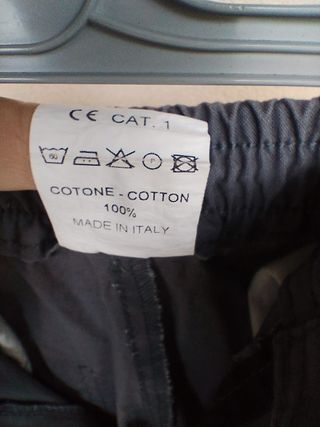 CE CAT. 1
COTONE - COTTON
100%
MADE IN ITALY